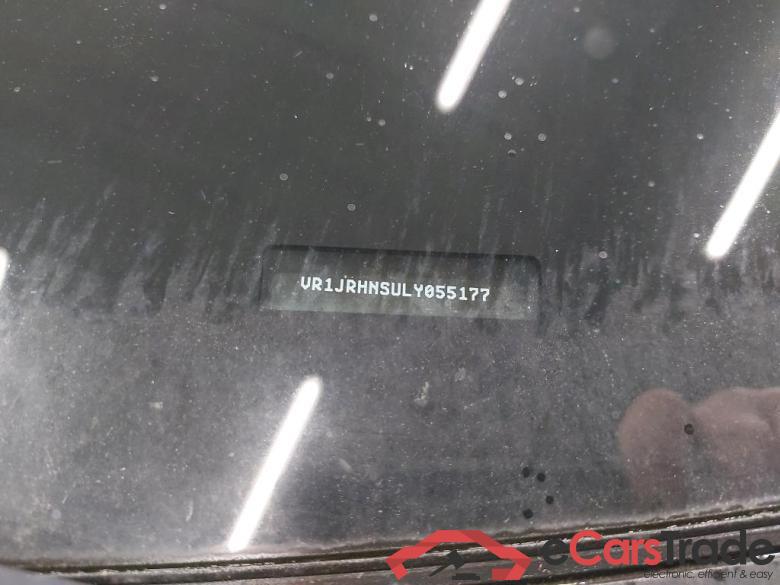 VR1JRHNSULY055177
eCarsTrade
electronic, efficient & easy